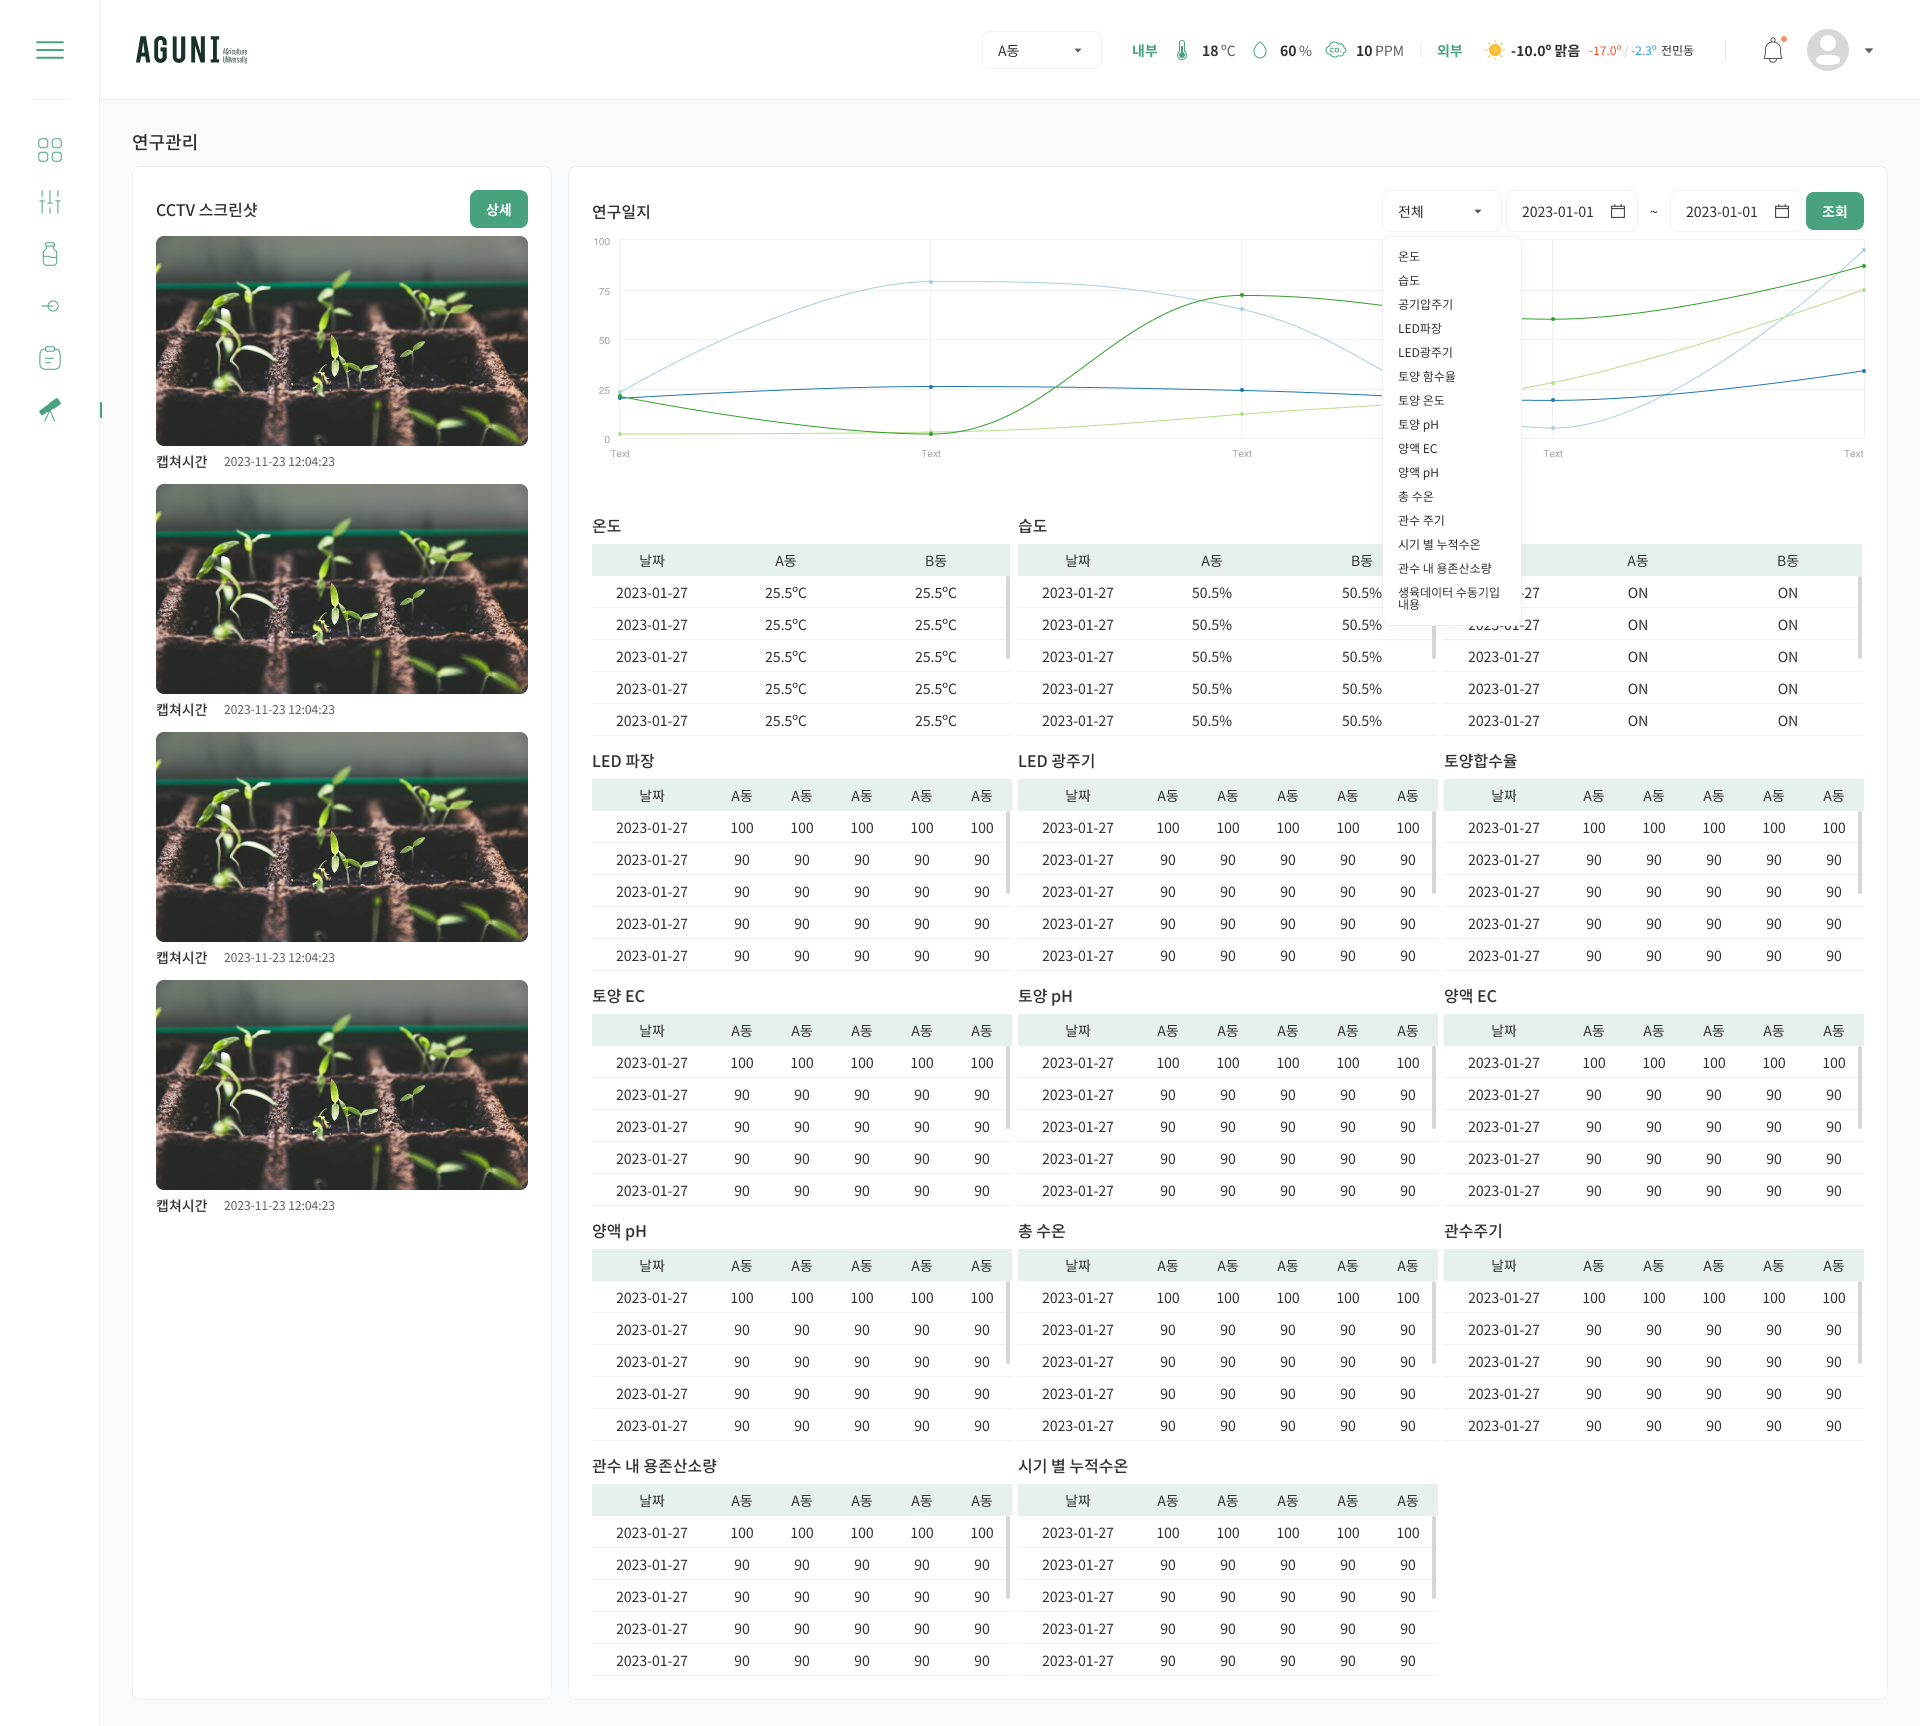 AGUNI AGriculture UNiversally
A동 내부 18 ºC 60 % 10 PPM 외부 -10.0º 맑음 -17.0º / -2.3º 전민동
연구관리
CCTV 스크린샷 상세
캡쳐시간 2023-11-23 12:04:23
캡쳐시간 2023-11-23 12:04:23
캡쳐시간 2023-11-23 12:04:23
캡쳐시간 2023-11-23 12:04:23
연구일지 전체 2023-01-01 ~ 2023-01-01 조회
100
75
50
25
0
Text Text Text Text Text
온도
습도
공기압주기
LED파장
LED광주기
토양 함수율
토양 온도
토양 pH
양액 EC
양액 pH
총 수온
관수 주기
시기 별 누적수온
관수 내 용존산소량
생육데이터 수동기입
내용
온도
날짜 A동 B동
2023-01-27 25.5ºC 25.5ºC
2023-01-27 25.5ºC 25.5ºC
2023-01-27 25.5ºC 25.5ºC
2023-01-27 25.5ºC 25.5ºC
2023-01-27 25.5ºC 25.5ºC
습도
날짜 A동 B동
2023-01-27 50.5% 50.5%
2023-01-27 50.5% 50.5%
2023-01-27 50.5% 50.5%
2023-01-27 50.5% 50.5%
2023-01-27 50.5% 50.5%
A동 B동
-27 ON ON
2023-01-27 ON ON
2023-01-27 ON ON
2023-01-27 ON ON
2023-01-27 ON ON
LED 파장
날짜 A동 A동 A동 A동 A동
2023-01-27 100 100 100 100 100
2023-01-27 90 90 90 90 90
2023-01-27 90 90 90 90 90
2023-01-27 90 90 90 90 90
2023-01-27 90 90 90 90 90
LED 광주기
날짜 A동 A동 A동 A동 A동
2023-01-27 100 100 100 100 100
2023-01-27 90 90 90 90 90
2023-01-27 90 90 90 90 90
2023-01-27 90 90 90 90 90
2023-01-27 90 90 90 90 90
토양합수율
날짜 A동 A동 A동 A동 A동
2023-01-27 100 100 100 100 100
2023-01-27 90 90 90 90 90
2023-01-27 90 90 90 90 90
2023-01-27 90 90 90 90 90
2023-01-27 90 90 90 90 90
토양 EC
날짜 A동 A동 A동 A동 A동
2023-01-27 100 100 100 100 100
2023-01-27 90 90 90 90 90
2023-01-27 90 90 90 90 90
2023-01-27 90 90 90 90 90
2023-01-27 90 90 90 90 90
토양 pH
날짜 A동 A동 A동 A동 A동
2023-01-27 100 100 100 100 100
2023-01-27 90 90 90 90 90
2023-01-27 90 90 90 90 90
2023-01-27 90 90 90 90 90
2023-01-27 90 90 90 90 90
양액 EC
날짜 A동 A동 A동 A동 A동
2023-01-27 100 100 100 100 100
2023-01-27 90 90 90 90 90
2023-01-27 90 90 90 90 90
2023-01-27 90 90 90 90 90
2023-01-27 90 90 90 90 90
양액 pH
날짜 A동 A동 A동 A동 A동
2023-01-27 100 100 100 100 100
2023-01-27 90 90 90 90 90
2023-01-27 90 90 90 90 90
2023-01-27 90 90 90 90 90
2023-01-27 90 90 90 90 90
총 수온
날짜 A동 A동 A동 A동 A동
2023-01-27 100 100 100 100 100
2023-01-27 90 90 90 90 90
2023-01-27 90 90 90 90 90
2023-01-27 90 90 90 90 90
2023-01-27 90 90 90 90 90
관수주기
날짜 A동 A동 A동 A동 A동
2023-01-27 100 100 100 100 100
2023-01-27 90 90 90 90 90
2023-01-27 90 90 90 90 90
2023-01-27 90 90 90 90 90
2023-01-27 90 90 90 90 90
관수 내 용존산소량
날짜 A동 A동 A동 A동 A동
2023-01-27 100 100 100 100 100
2023-01-27 90 90 90 90 90
2023-01-27 90 90 90 90 90
2023-01-27 90 90 90 90 90
2023-01-27 90 90 90 90 90
시기 별 누적수온
날짜 A동 A동 A동 A동 A동
2023-01-27 100 100 100 100 100
2023-01-27 90 90 90 90 90
2023-01-27 90 90 90 90 90
2023-01-27 90 90 90 90 90
2023-01-27 90 90 90 90 90